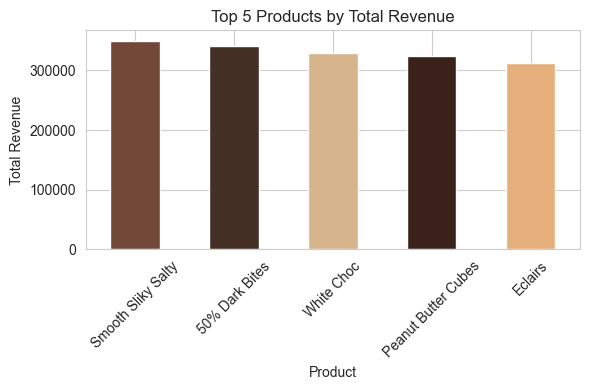 Top 5 Products by Total Revenue
Total Revenue
300000
200000
100000
0
Smooth Sliky Salty
50% Dark Bites
White Choc
Peanut Butter Cubes
Eclairs
Product